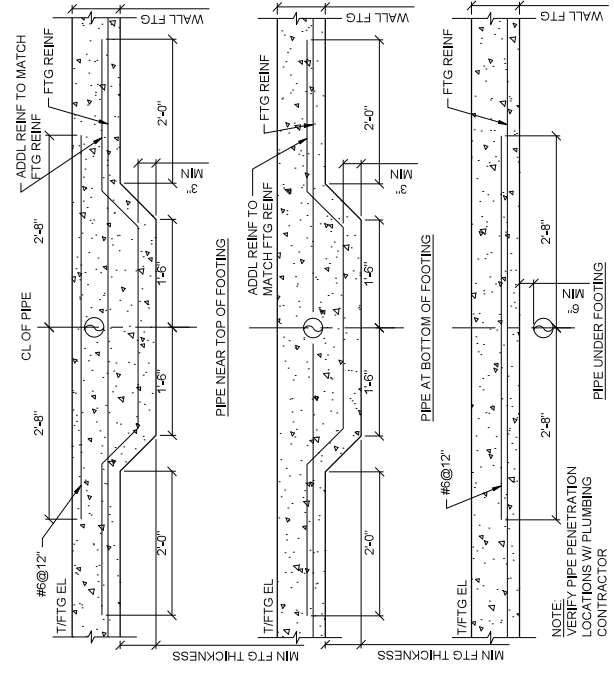 CL OF PIPE
2'-8"
2'-8"
ADDL REINF TO MATCH
FTG REINF
FTG REINF
WALL FTG
#6@12"
T/FTG EL
2'-0"
1'-6"
1'-6"
3"
MIN
2'-0"
MIN FTG THICKNESS
PIPE NEAR TOP OF FOOTING
ADDL REINF TO
MATCH FTG REINF
FTG REINF
WALL FTG
T/FTG EL
2'-0"
1'-6"
1'-6"
3"
MIN
2'-0"
MIN FTG THICKNESS
PIPE AT BOTTOM OF FOOTING
#6@12"
FTG REINF
WALL FTG
T/FTG EL
2'-8"
2'-8"
6"
MIN
NOTE:
VERIFY PIPE PENETRATION
LOCATIONS W/ PLUMBING
CONTRACTOR
PIPE UNDER FOOTING